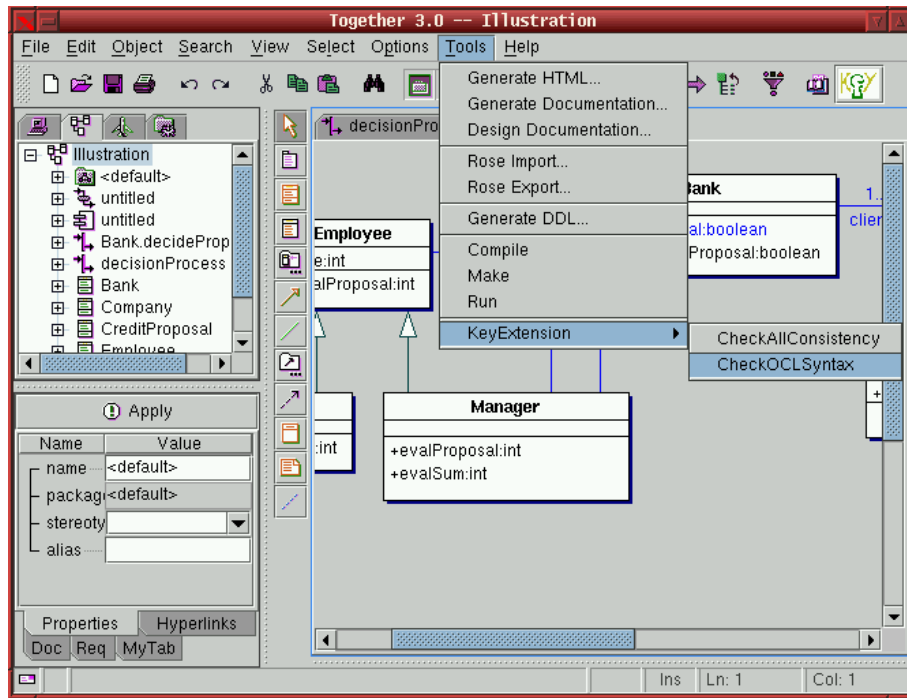 Together 3.0 -- Illustration
File Edit Object Search View Select Options Tools Help
Generate HTML...
Generate Documentation...
Design Documentation...
Rose Import...
Rose Export...
Generate DDL...
Compile
Make
Run
KeyExtension
CheckAllConsistency
CheckOCLSyntax
KeY
Illustration
<default>
untitled
untitled
Bank.decideProp
decisionProcess
Bank
Company
CreditProposal
Employee
decisionPro
Employee
e:int
alProposal:int
Bank
al:boolean
Proposal:boolean
1..
clien
:int
Manager
+evalProposal:int
+evalSum:int
+
Apply
Name Value
name <default>
packag <default>
stereoty
alias
Properties Hyperlinks
Doc Req MyTab
Ins Ln: 1 Col: 1